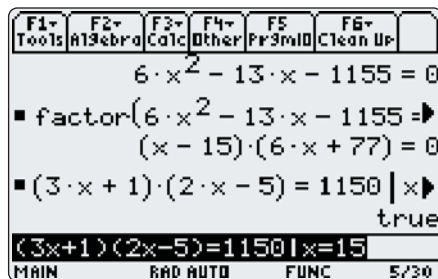 F1 Tools F2 Algebra F3 Calc F4 Other F5 PrgmIO F6 Clean Up
6·x² − 13·x − 1155 = 0
▪ factor(6·x² − 13·x − 1155 =▶
(x − 15)·(6·x + 77) = 0
▪ (3·x + 1)·(2·x − 5) = 1150 | x▶
true
(3x+1)(2x-5)=1150|x=15
MAIN RAD AUTO FUNC 5/30